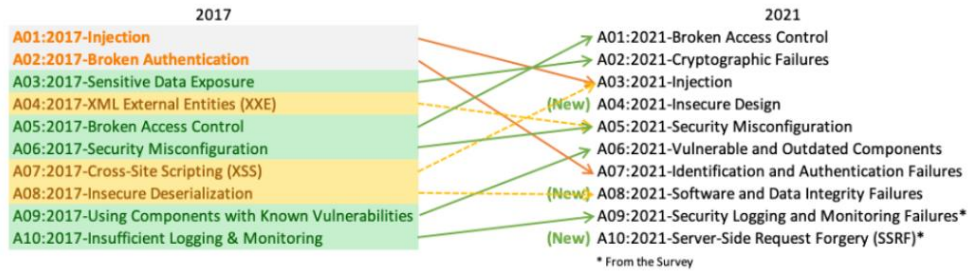 2017
A01:2017-Injection
A02:2017-Broken Authentication
A03:2017-Sensitive Data Exposure
A04:2017-XML External Entities (XXE)
A05:2017-Broken Access Control
A06:2017-Security Misconfiguration
A07:2017-Cross-Site Scripting (XSS)
A08:2017-Insecure Deserialization
A09:2017-Using Components with Known Vulnerabilities
A10:2017-Insufficient Logging & Monitoring
2021
A01:2021-Broken Access Control
A02:2021-Cryptographic Failures
A03:2021-Injection
(New) A04:2021-Insecure Design
A05:2021-Security Misconfiguration
A06:2021-Vulnerable and Outdated Components
A07:2021-Identification and Authentication Failures
(New) A08:2021-Software and Data Integrity Failures
A09:2021-Security Logging and Monitoring Failures*
(New) A10:2021-Server-Side Request Forgery (SSRF)*
* From the Survey